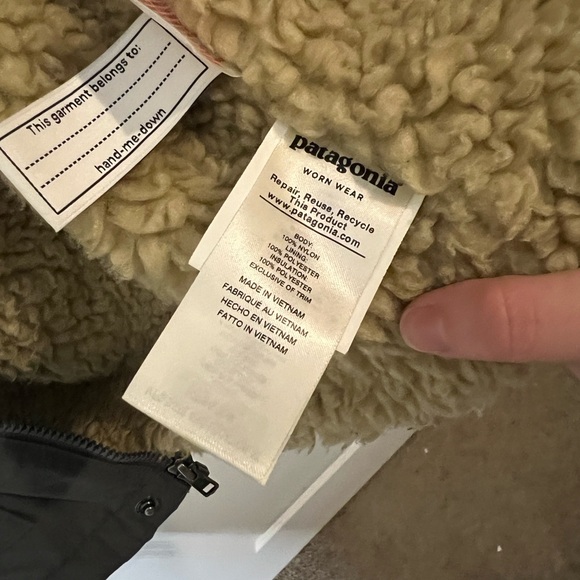 This garment belongs to:
hand-me-down
patagonia
WORN WEAR
Repair, Reuse, Recycle
This Product
www.patagonia.com
BODY:
100% NYLON
LINING:
100% POLYESTER
INSULATION:
100% POLYESTER
EXCLUSIVE OF TRIM
MADE IN VIETNAM
FABRIQUÉ AU VIETNAM
HECHO EN VIETNAM
FATTO IN VIETNAM